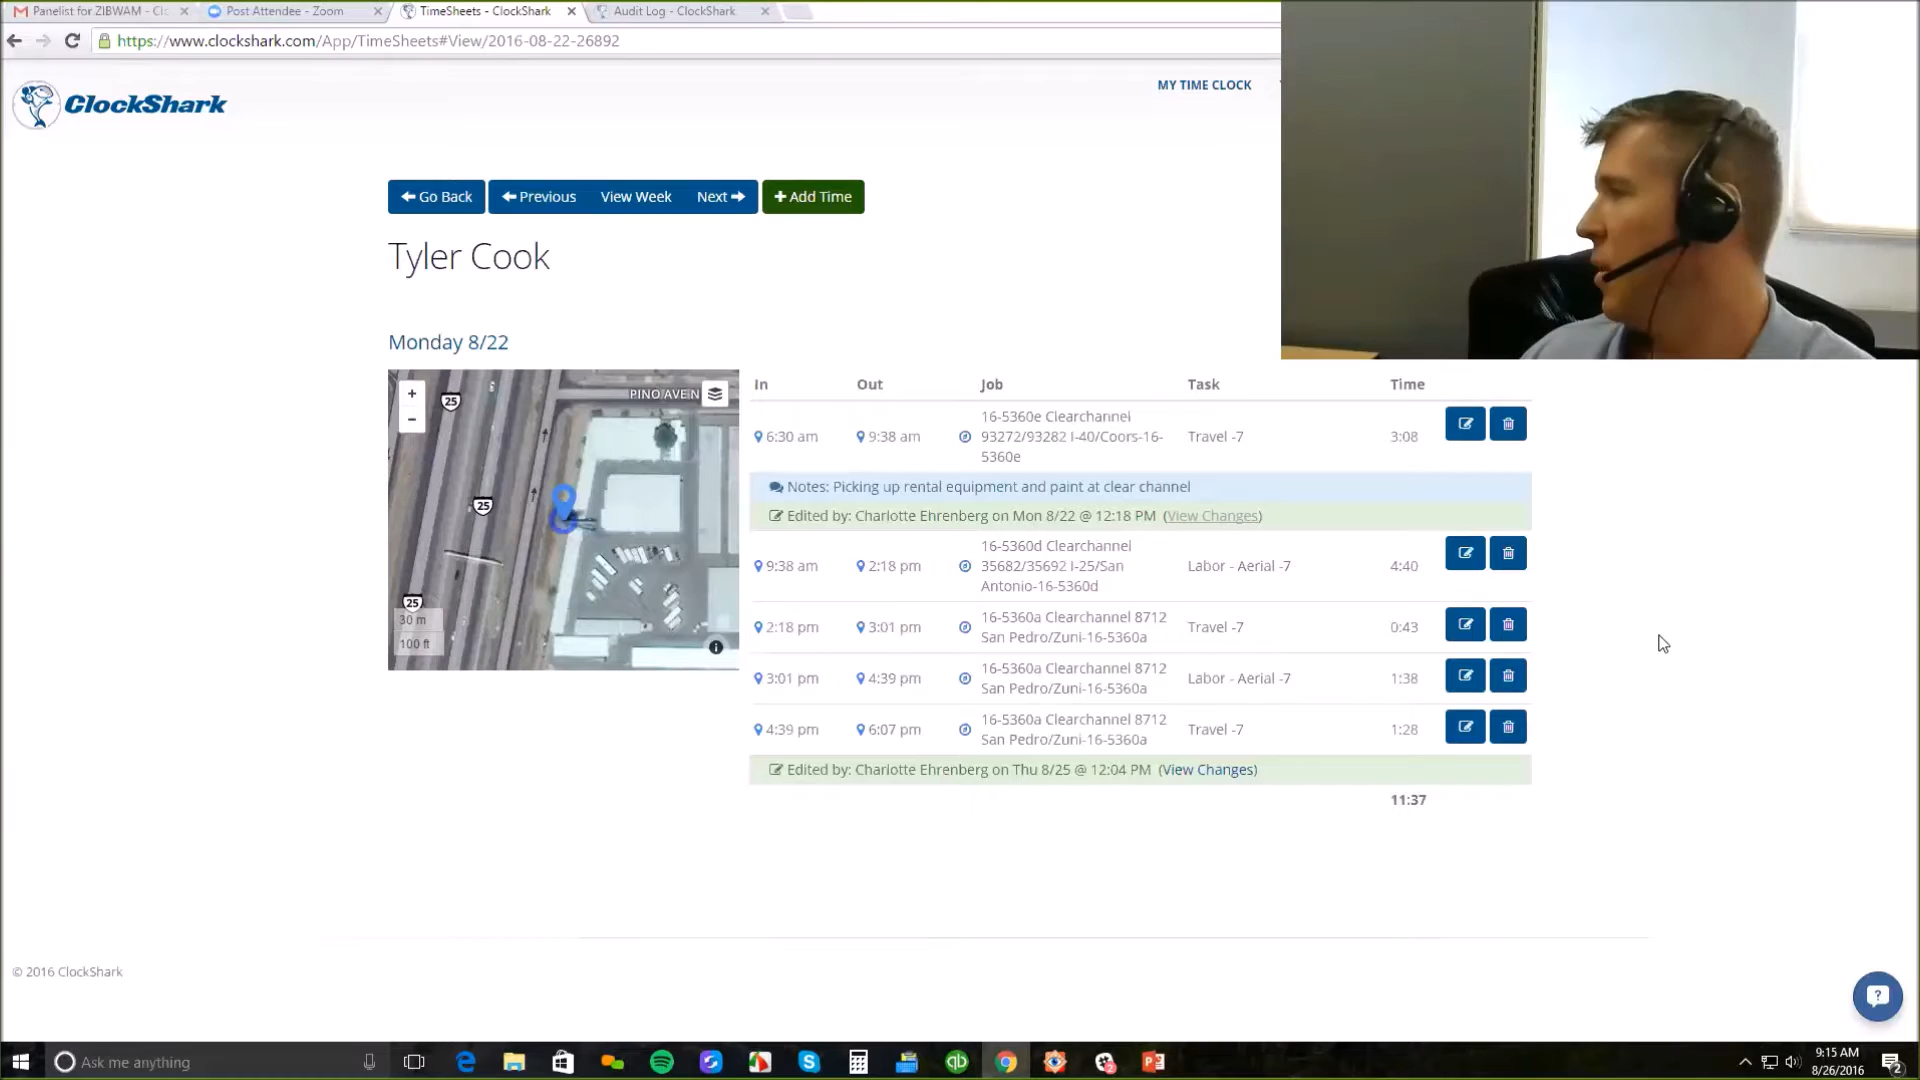 Panelist for ZIBWAM - Clo
Post Attendee - Zoom
TimeSheets - ClockShark
Audit Log - ClockShark
https://www.clockshark.com/App/TimeSheets#View/2016-08-22-26892
ClockShark
MY TIME CLOCK
Go Back
Previous
View Week
Next
Add Time
Tyler Cook
Monday 8/22
+
−
25
PINO AVE N
25
25
30 m
100 ft
In Out Job Task Time
16-5360e Clearchannel
6:30 am 9:38 am 93272/93282 I-40/Coors-16- Travel -7 3:08
5360e
Notes: Picking up rental equipment and paint at clear channel
Edited by: Charlotte Ehrenberg on Mon 8/22 @ 12:18 PM (View Changes)
16-5360d Clearchannel
9:38 am 2:18 pm 35682/35692 I-25/San Labor - Aerial -7 4:40
Antonio-16-5360d
16-5360a Clearchannel 8712
2:18 pm 3:01 pm San Pedro/Zuni-16-5360a Travel -7 0:43
16-5360a Clearchannel 8712
3:01 pm 4:39 pm San Pedro/Zuni-16-5360a Labor - Aerial -7 1:38
16-5360a Clearchannel 8712
4:39 pm 6:07 pm San Pedro/Zuni-16-5360a Travel -7 1:28
Edited by: Charlotte Ehrenberg on Thu 8/25 @ 12:04 PM (View Changes)
11:37
© 2016 ClockShark
Ask me anything
9:15 AM
8/26/2016
2